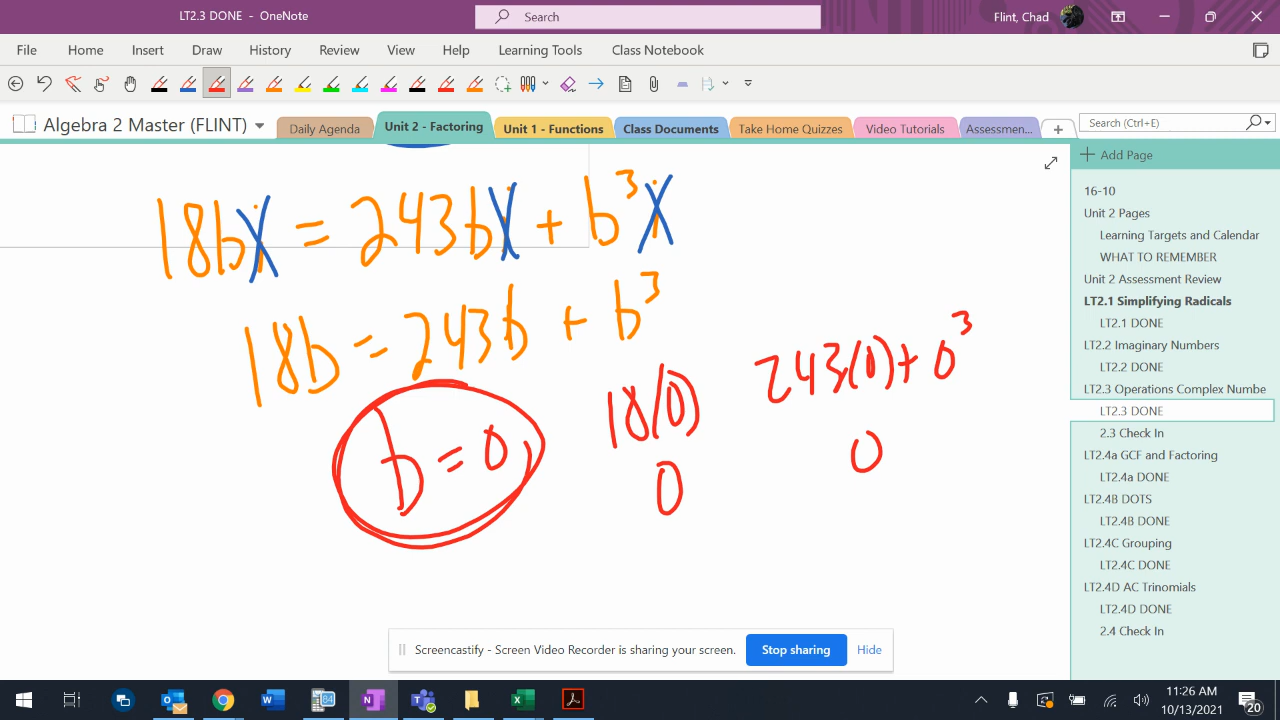 LT2.3 DONE - OneNote
Search
Flint, Chad
File Home Insert Draw History Review View Help Learning Tools Class Notebook
Algebra 2 Master (FLINT)
Daily Agenda
Unit 2 - Factoring
Unit 1 - Functions
Class Documents
Take Home Quizzes
Video Tutorials
Assessmen...
Search (Ctrl+E)
Add Page
18bi = 243bi + b³i
18b = 243b + b³
b = 0
18(0)
0
243(0) + 0³
0
16-10
Unit 2 Pages
Learning Targets and Calendar
WHAT TO REMEMBER
Unit 2 Assessment Review
LT2.1 Simplifying Radicals
LT2.1 DONE
LT2.2 Imaginary Numbers
LT2.2 DONE
LT2.3 Operations Complex Numbe
LT2.3 DONE
2.3 Check In
LT2.4a GCF and Factoring
LT2.4a DONE
LT2.4B DOTS
LT2.4B DONE
LT2.4C Grouping
LT2.4C DONE
LT2.4D AC Trinomials
LT2.4D DONE
2.4 Check In
Screencastify - Screen Video Recorder is sharing your screen.
Stop sharing
Hide
11:26 AM
10/13/2021
20